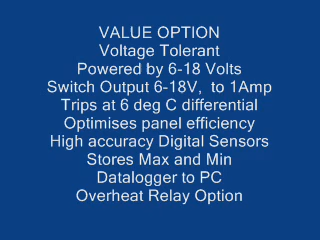 VALUE OPTION
Voltage Tolerant
Powered by 6-18 Volts
Switch Output 6-18V,  to 1Amp
Trips at 6 deg C differential
Optimises panel efficiency
High accuracy Digital Sensors
Stores Max and Min
Datalogger to PC
Overheat Relay Option